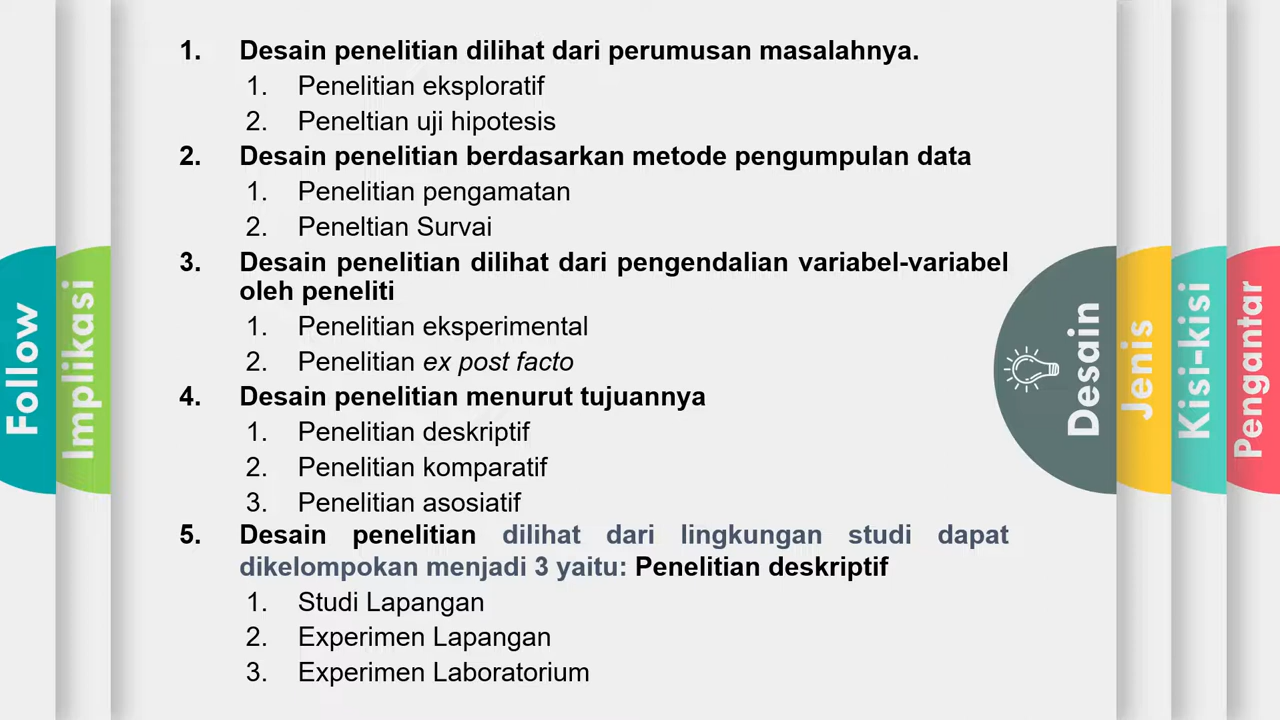 1. Desain penelitian dilihat dari perumusan masalahnya.
1. Penelitian eksploratif
2. Peneltian uji hipotesis
2. Desain penelitian berdasarkan metode pengumpulan data
1. Penelitian pengamatan
2. Peneltian Survai
3. Desain penelitian dilihat dari pengendalian variabel-variabel
oleh peneliti
1. Penelitian eksperimental
2. Penelitian ex post facto
4. Desain penelitian menurut tujuannya
1. Penelitian deskriptif
2. Penelitian komparatif
3. Penelitian asosiatif
5. Desain penelitian dilihat dari lingkungan studi dapat
dikelompokan menjadi 3 yaitu: Penelitian deskriptif
1. Studi Lapangan
2. Experimen Lapangan
3. Experimen Laboratorium
Follow
Implikasi
Desain
Jenis
Kisi-kisi
Pengantar